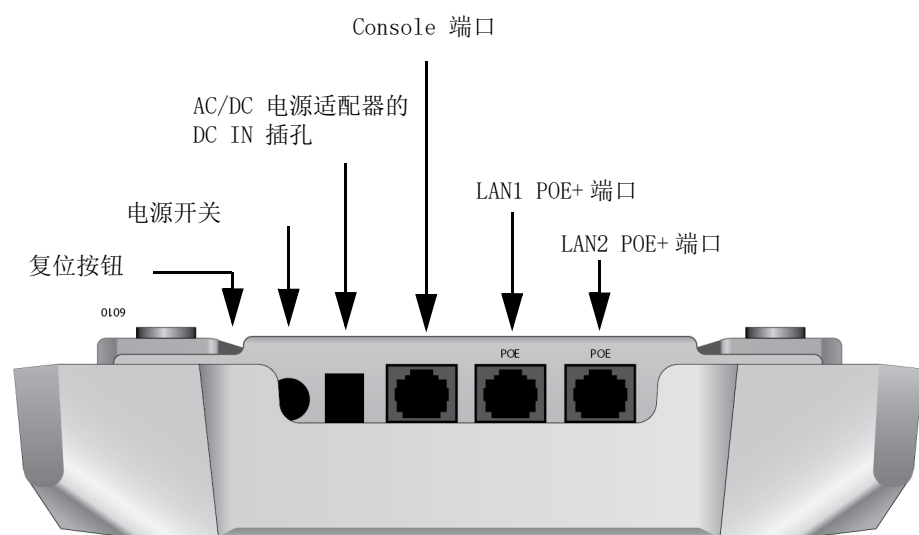 Console 端口
AC/DC 电源适配器的
DC IN 插孔
LAN1 POE+ 端口
电源开关
LAN2 POE+ 端口
复位按钮
0109
POE
POE